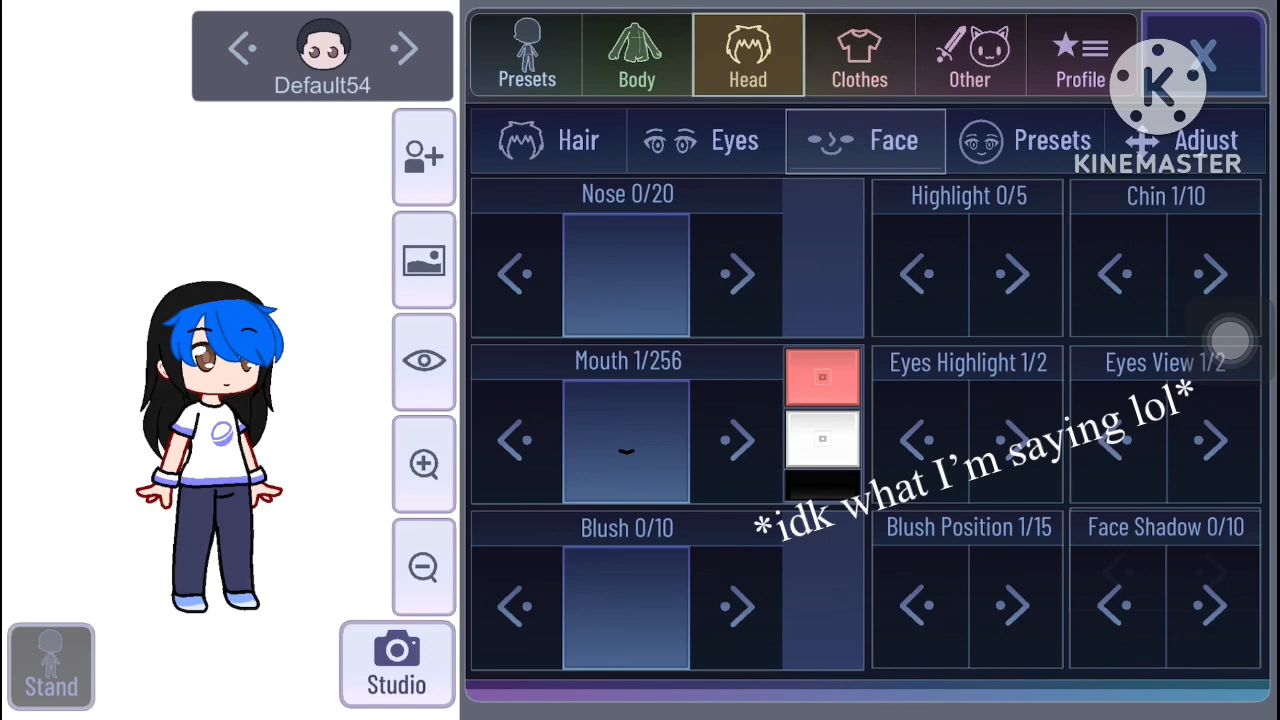 Default54
Presets
Body
Head
Clothes
Other
Profile
X
K
KINEMASTER
Hair
Eyes
Face
Presets
Adjust
Nose 0/20
Highlight 0/5
Chin 1/10
Mouth 1/256
Eyes Highlight 1/2
Eyes View 1/2
*idk what I'm saying lol*
Blush 0/10
Blush Position 1/15
Face Shadow 0/10
Stand
Studio